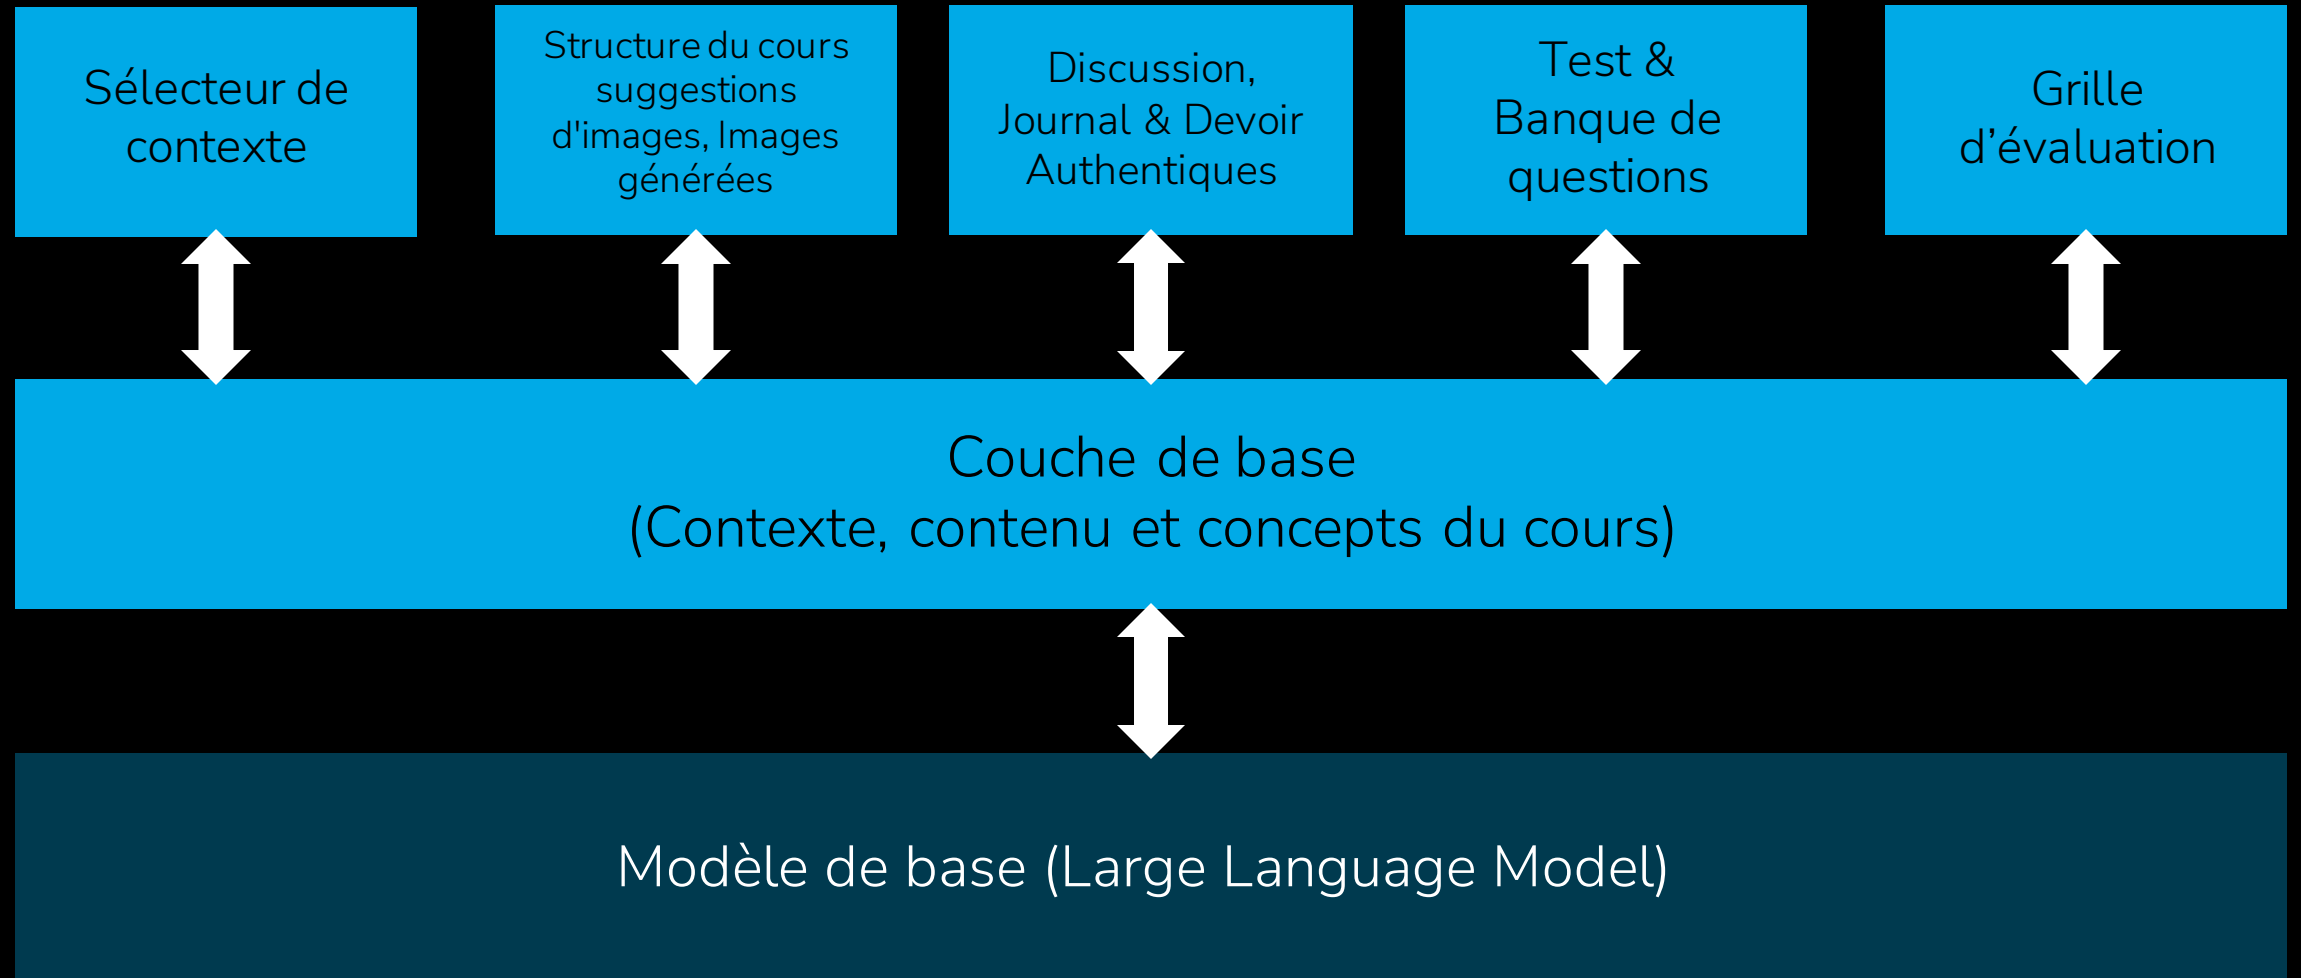 Sélecteur de
contexte
Structure du cours
suggestions
d'images, Images
générées
Discussion,
Journal & Devoir
Authentiques
Test &
Banque de
questions
Grille
d’évaluation
Couche de base
(Contexte, contenu et concepts du cours)
Modèle de base (Large Language Model)